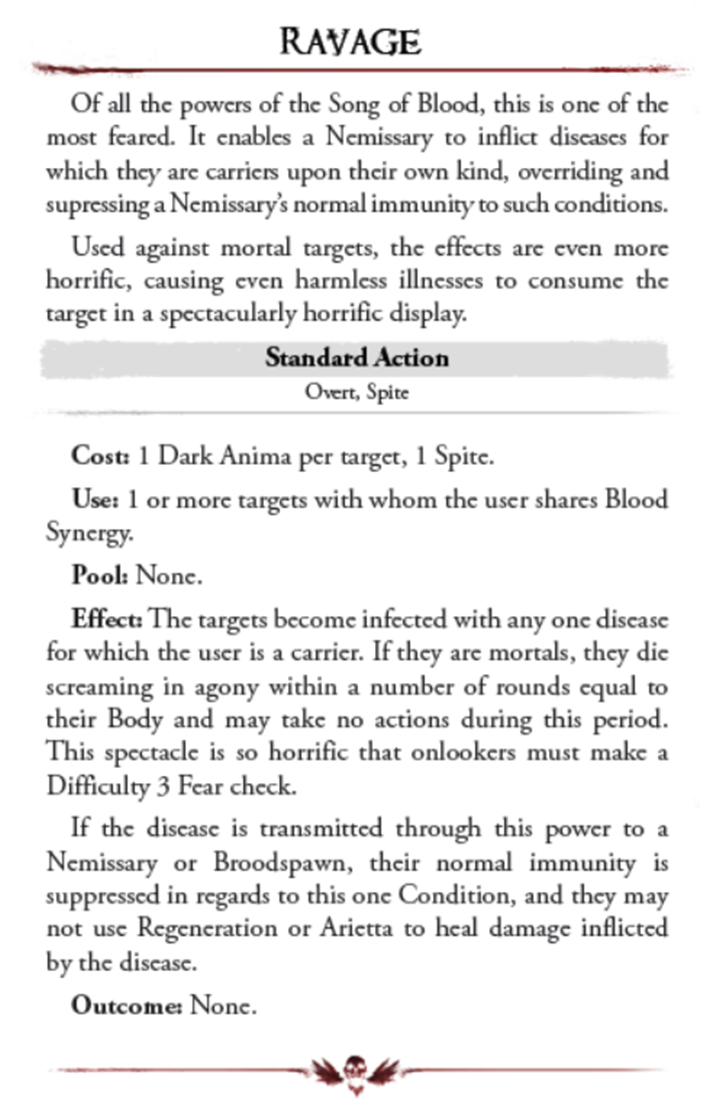 RAVAGE
Of all the powers of the Song of Blood, this is one of the
most feared. It enables a Nemissary to inflict diseases for
which they are carriers upon their own kind, overriding and
supressing a Nemissary's normal immunity to such conditions.
Used against mortal targets, the effects are even more
horrific, causing even harmless illnesses to consume the
target in a spectacularly horrific display.
Standard Action
Overt, Spite
Cost: 1 Dark Anima per target, 1 Spite.
Use: 1 or more targets with whom the user shares Blood
Synergy.
Pool: None.
Effect: The targets become infected with any one disease
for which the user is a carrier. If they are mortals, they die
screaming in agony within a number of rounds equal to
their Body and may take no actions during this period.
This spectacle is so horrific that onlookers must make a
Difficulty 3 Fear check.
If the disease is transmitted through this power to a
Nemissary or Broodspawn, their normal immunity is
suppressed in regards to this one Condition, and they may
not use Regeneration or Arietta to heal damage inflicted
by the disease.
Outcome: None.